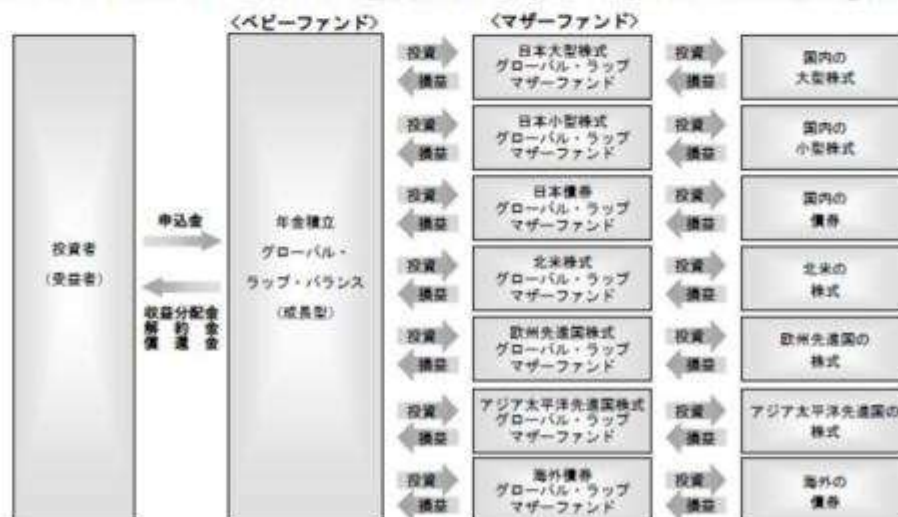 〈ベビーファンド〉
〈マザーファンド〉
投資者
（受益者）
申込金
収益分配金
解約金
償還金
年金積立
グローバル・
ラップ・バランス
（成長型）
投資
損益
日本大型株式
グローバル・ラップ
マザーファンド
投資
損益
国内の
大型株式
投資
損益
日本小型株式
グローバル・ラップ
マザーファンド
投資
損益
国内の
小型株式
投資
損益
日本債券
グローバル・ラップ
マザーファンド
投資
損益
国内の
債券
投資
損益
北米株式
グローバル・ラップ
マザーファンド
投資
損益
北米の
株式
投資
損益
欧州先進国株式
グローバル・ラップ
マザーファンド
投資
損益
欧州先進国の
株式
投資
損益
アジア太平洋先進国株式
グローバル・ラップ
マザーファンド
投資
損益
アジア太平洋先進国の
株式
投資
損益
海外債券
グローバル・ラップ
マザーファンド
投資
損益
海外の
債券